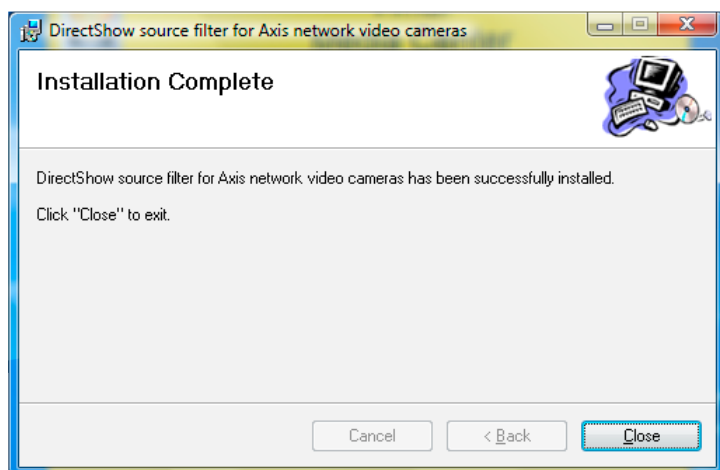 DirectShow source filter for Axis network video cameras
Installation Complete
DirectShow source filter for Axis network video cameras has been successfully installed.
Click "Close" to exit.
Cancel
< Back
Close